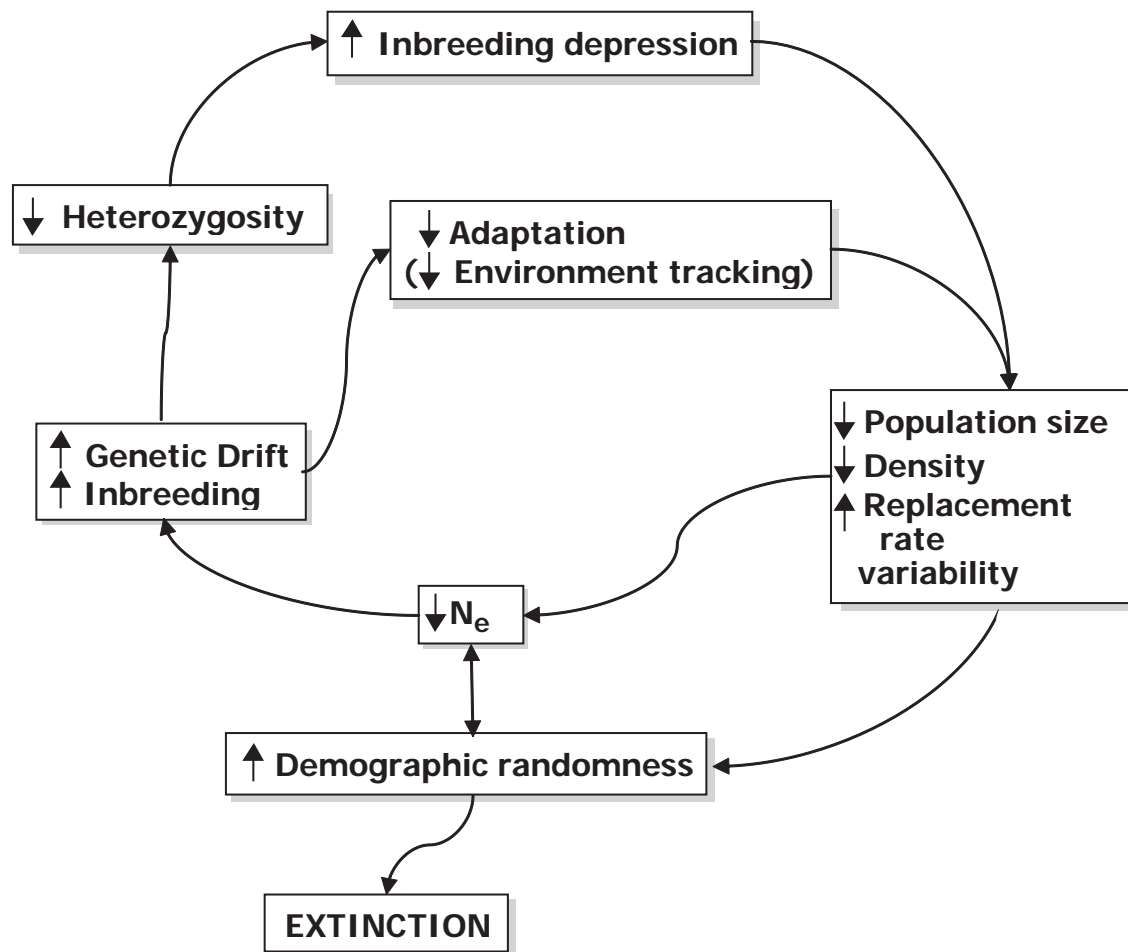 ↑ Inbreeding depression
↓ Heterozygosity
↓ Adaptation
(↓ Environment tracking)
↑ Genetic Drift
↑ Inbreeding
↓ Population size
↓ Density
↑ Replacement
rate
variability
↓ Nₑ
↑ Demographic randomness
EXTINCTION